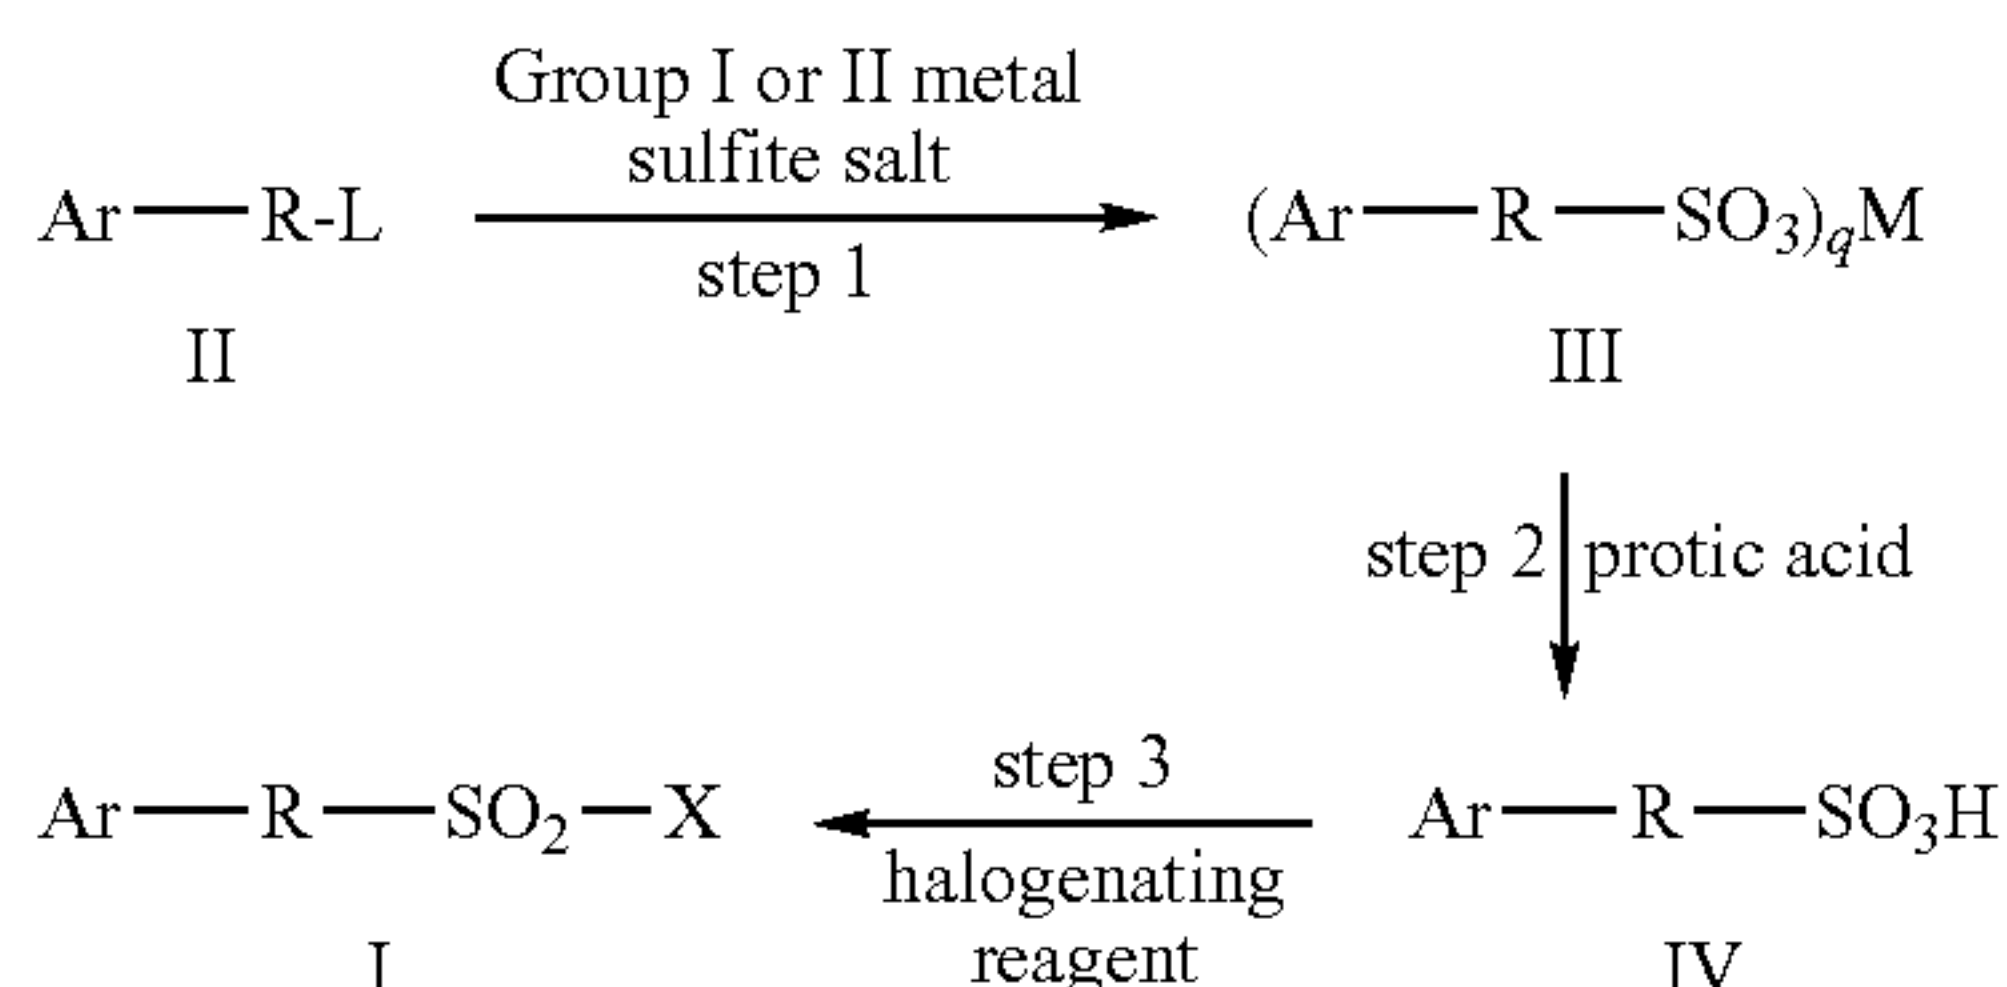 Group I or II metal
sulfite salt
Ar—R-L
step 1
(Ar—R—SO₃)qM
II
III
step 2
protic acid
step 3
Ar—R—SO₂—X
Ar—R—SO₃H
halogenating
reagent
I
IV